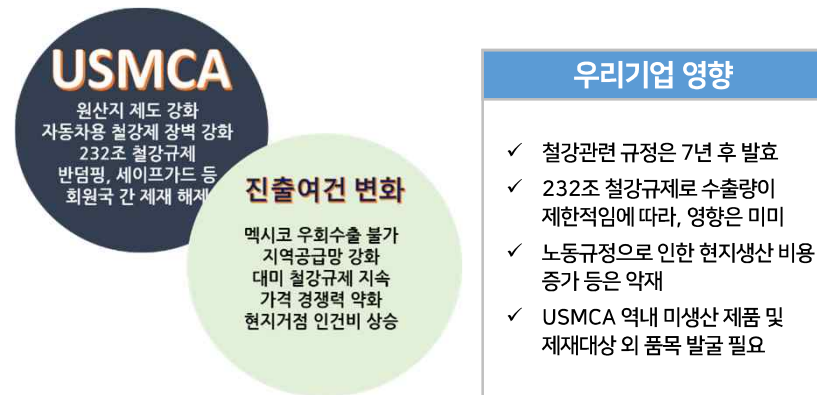 USMCA
원산지 제도 강화
자동차용 철강제 장벽 강화
232조 철강규제
반덤핑, 세이프가드 등
회원국 간 제재 해제
진출여건 변화
멕시코 우회수출 불가
지역공급망 강화
대미 철강규제 지속
가격 경쟁력 약화
현지거점 인건비 상승
우리기업 영향
✓ 철강관련 규정은 7년 후 발효
✓ 232조 철강규제로 수출량이
제한적임에 따라, 영향은 미미
✓ 노동규정으로 인한 현지생산 비용
증가 등은 악재
✓ USMCA 역내 미생산 제품 및
제재대상 외 품목 발굴 필요